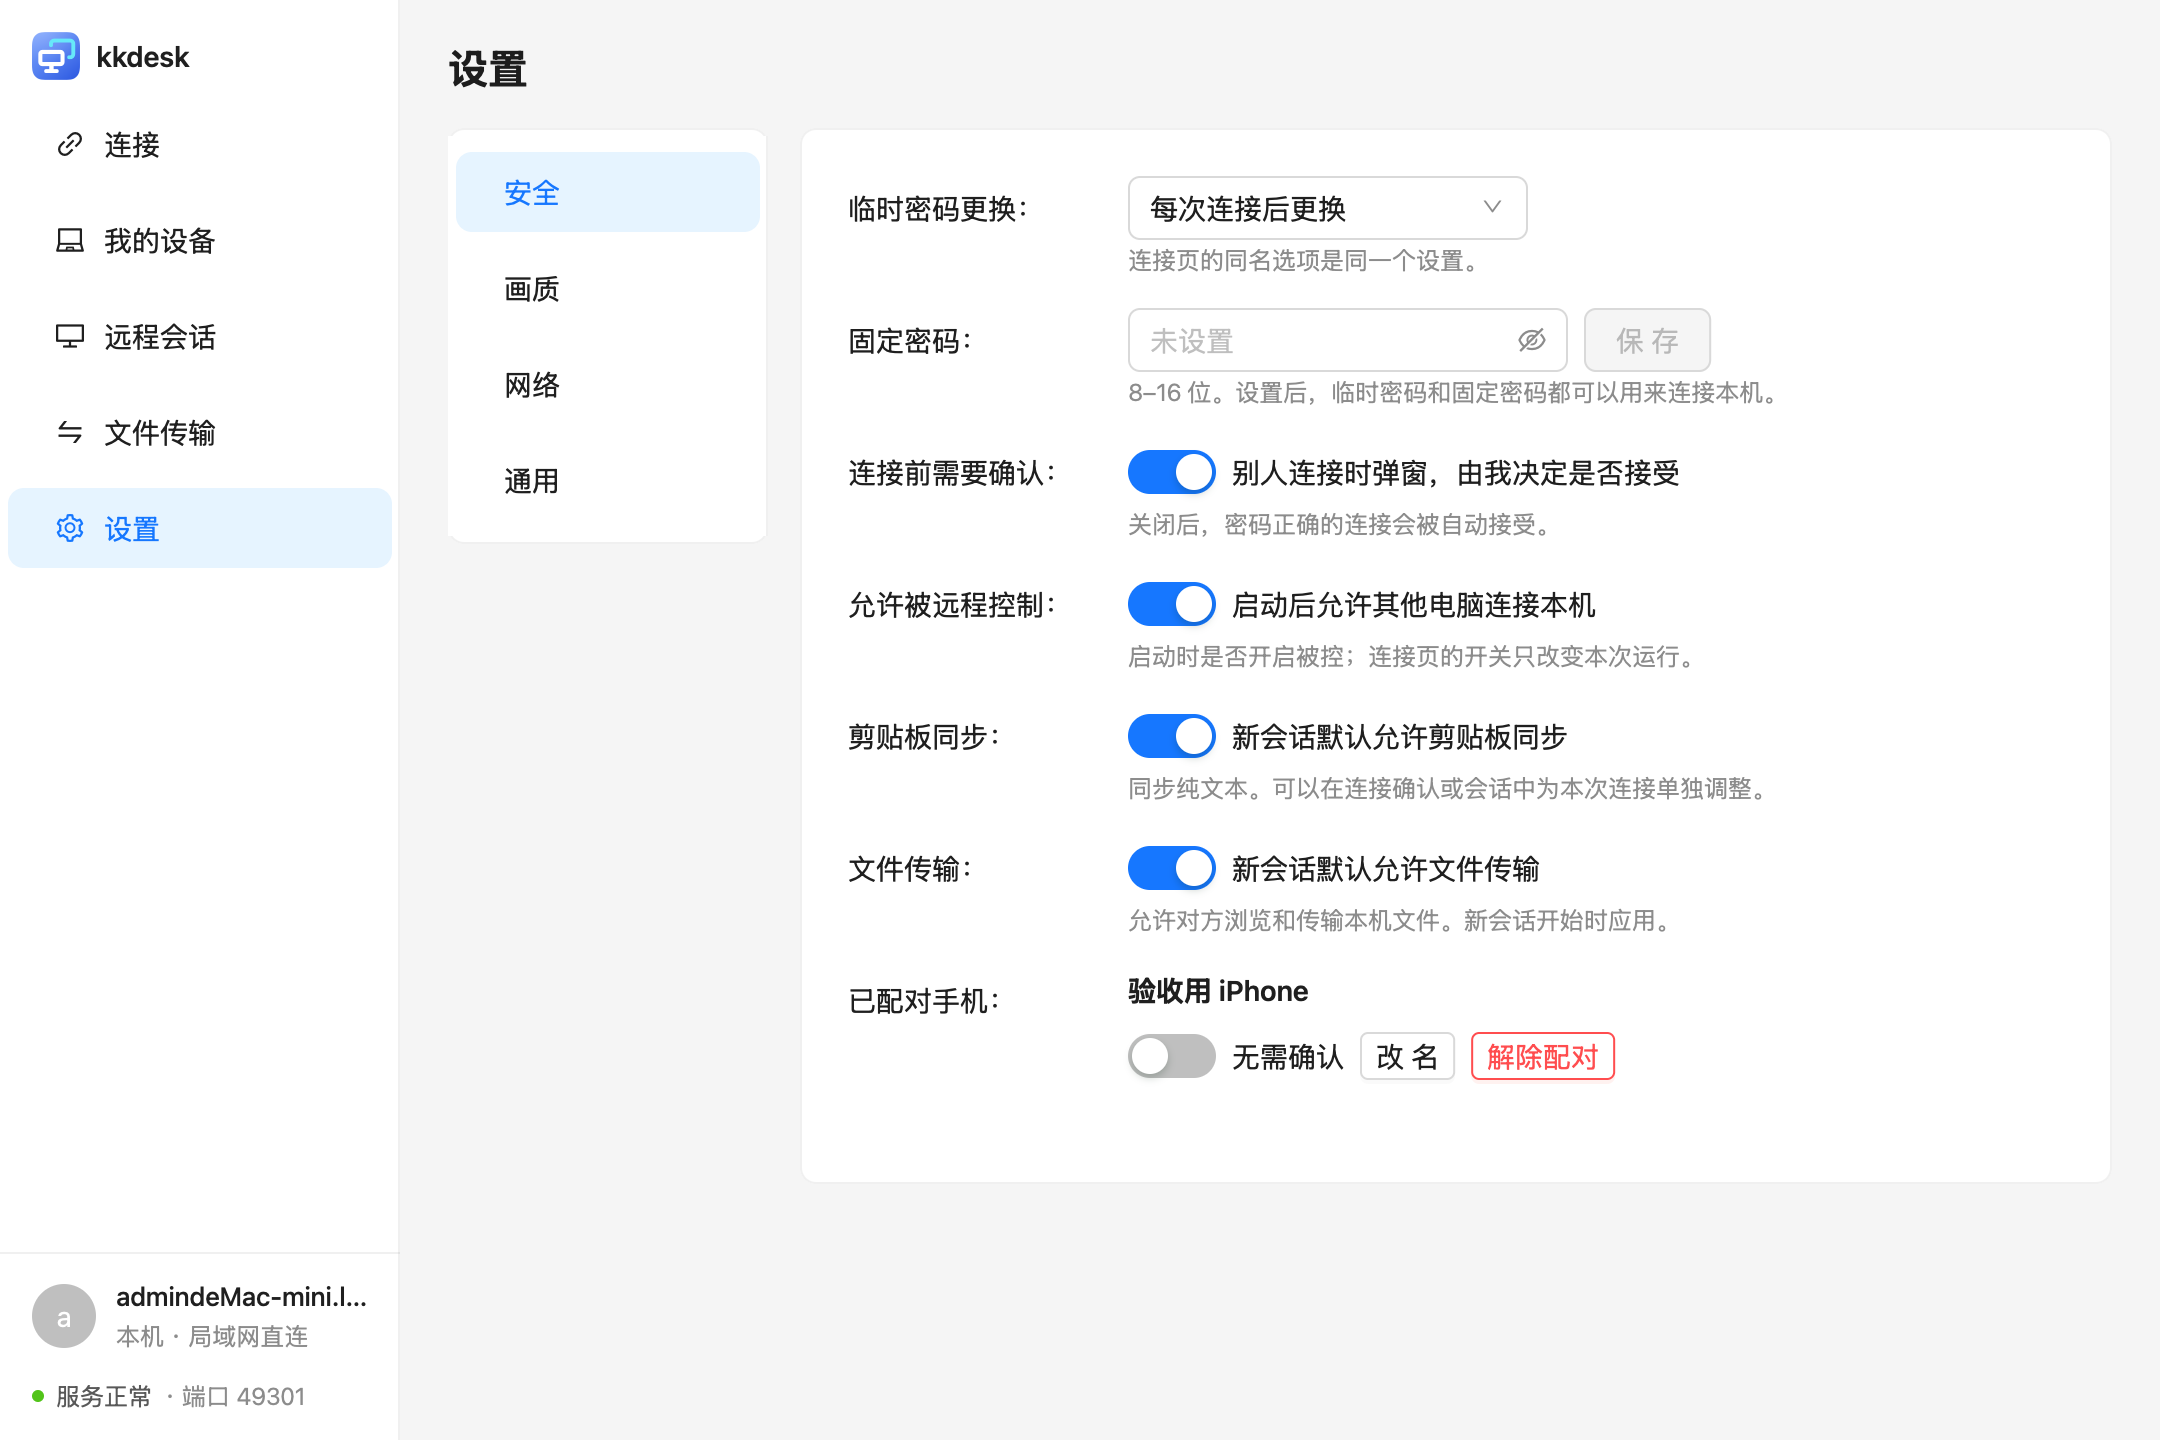 kkdesk
连接
我的设备
远程会话
文件传输
设置
admindeMac-mini.l...
本机 · 局域网直连
服务正常 · 端口 49301
设置
安全
画质
网络
通用
临时密码更换：
每次连接后更换
连接页的同名选项是同一个设置。
固定密码：
未设置
保 存
8–16 位。设置后，临时密码和固定密码都可以用来连接本机。
连接前需要确认：
别人连接时弹窗，由我决定是否接受
关闭后，密码正确的连接会被自动接受。
允许被远程控制：
启动后允许其他电脑连接本机
启动时是否开启被控；连接页的开关只改变本次运行。
剪贴板同步：
新会话默认允许剪贴板同步
同步纯文本。可以在连接确认或会话中为本次连接单独调整。
文件传输：
新会话默认允许文件传输
允许对方浏览和传输本机文件。新会话开始时应用。
已配对手机：
验收用 iPhone
无需确认
改 名
解除配对
a